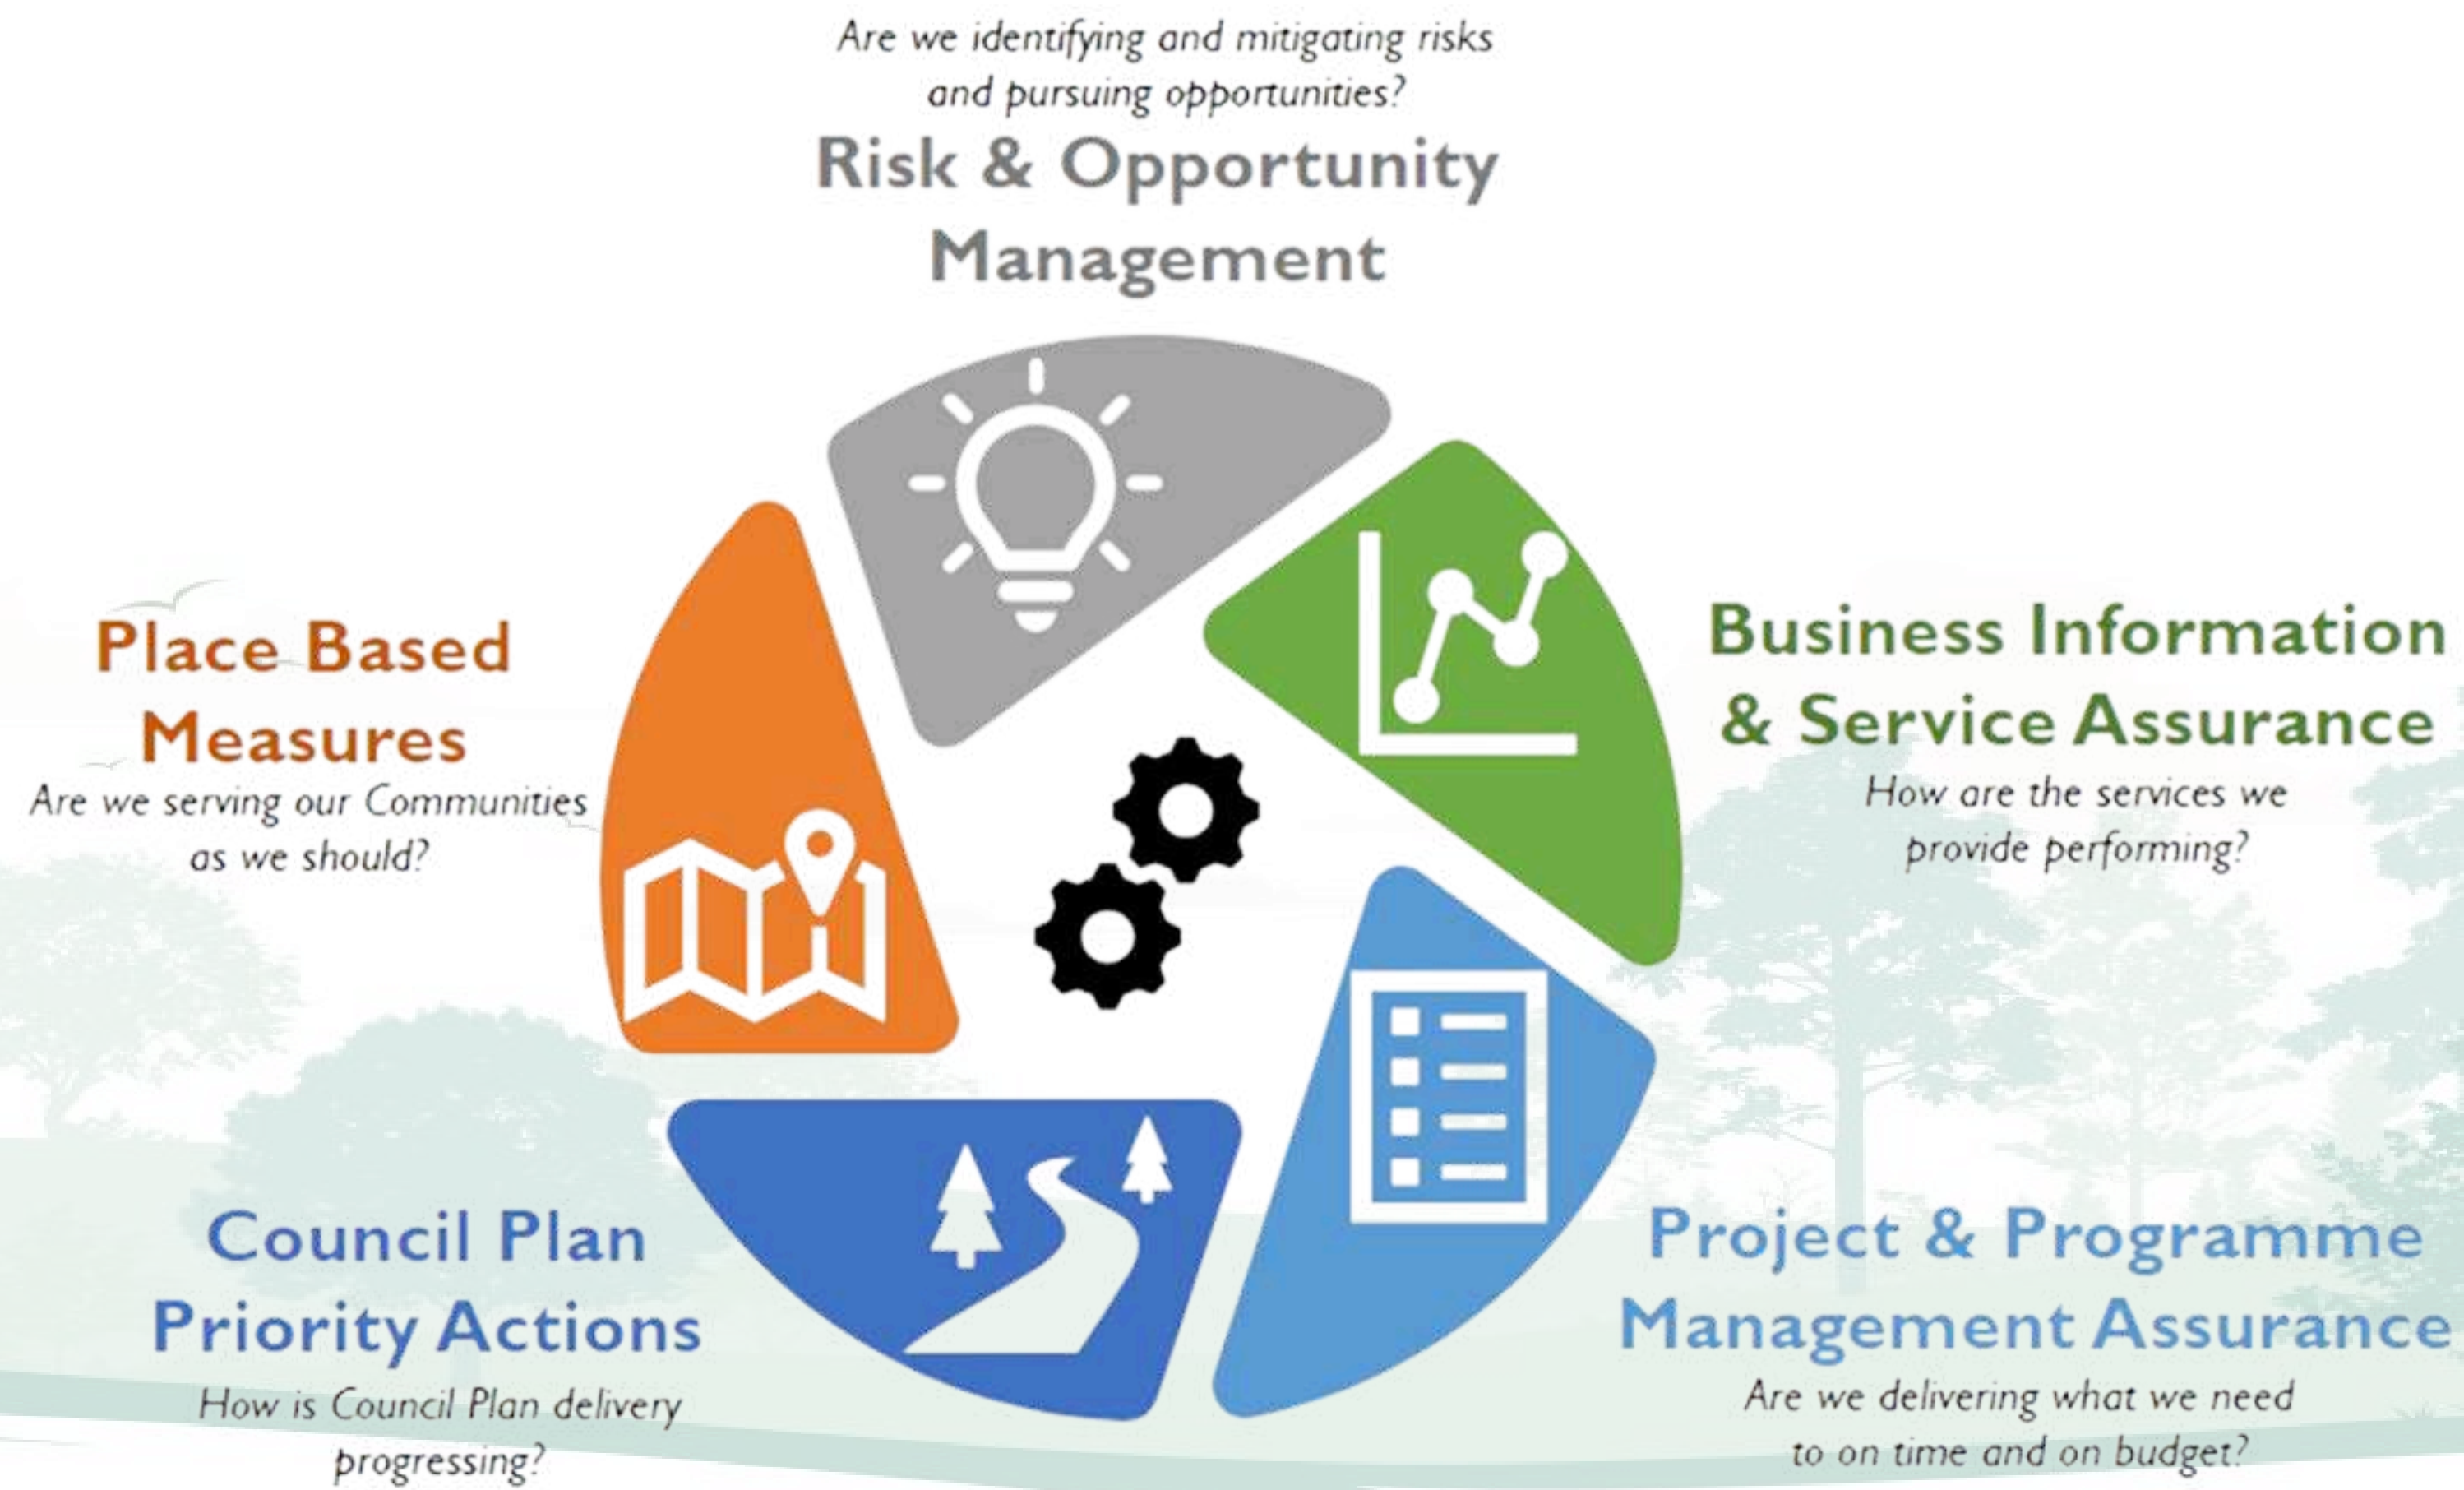 Are we identifying and mitigating risks
and pursuing opportunities?
Risk & Opportunity
Management
Place Based
Measures
Are we serving our Communities
as we should?
Business Information
& Service Assurance
How are the services we
provide performing?
Council Plan
Priority Actions
How is Council Plan delivery
progressing?
Project & Programme
Management Assurance
Are we delivering what we need
to on time and on budget?